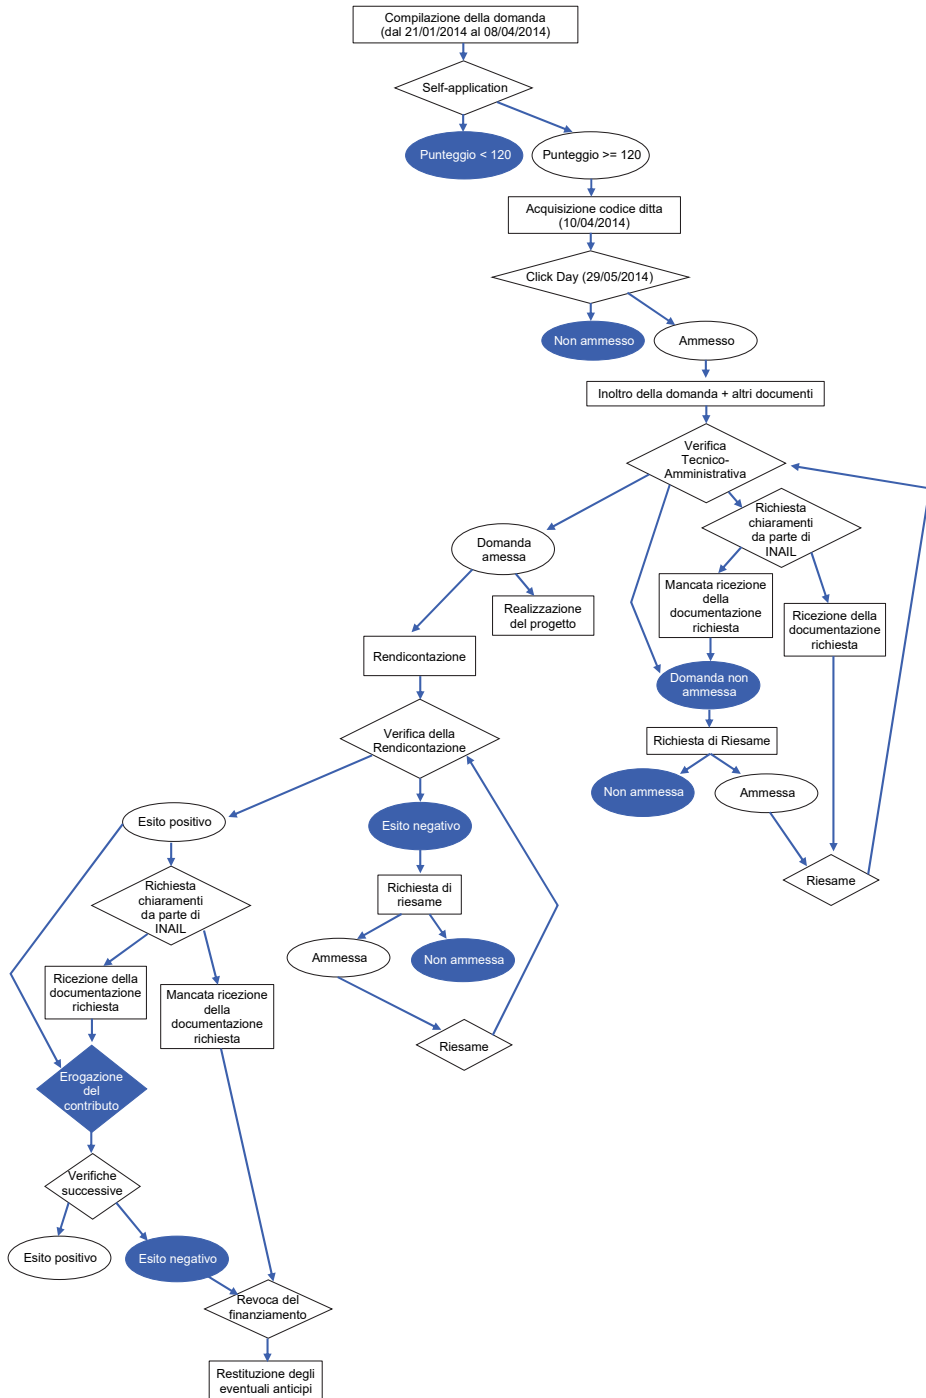 Compilazione della domanda
(dal 21/01/2014 al 08/04/2014)
Self-application
Punteggio < 120
Punteggio >= 120
Acquisizione codice ditta
(10/04/2014)
Click Day (29/05/2014)
Non ammesso
Ammesso
Inoltro della domanda + altri documenti
Verifica
Tecnico-
Amministrativa
Richiesta
chiaramenti
da parte di
INAIL
Domanda
amessa
Realizzazione
del progetto
Mancata ricezione
della
documentazione
richiesta
Ricezione della
documentazione
richiesta
Rendicontazione
Domanda non
ammessa
Richiesta di Riesame
Verifica della
Rendicontazione
Non ammessa
Ammessa
Esito positivo
Esito negativo
Riesame
Richiesta
chiaramenti
da parte di
INAIL
Richiesta di
riesame
Ammessa
Non ammessa
Ricezione della
documentazione
richiesta
Mancata ricezione
della
documentazione
richiesta
Riesame
Erogazione
del
contributo
Verifiche
successive
Esito positivo
Esito negativo
Revoca del
finanziamento
Restituzione degli
eventuali anticipi